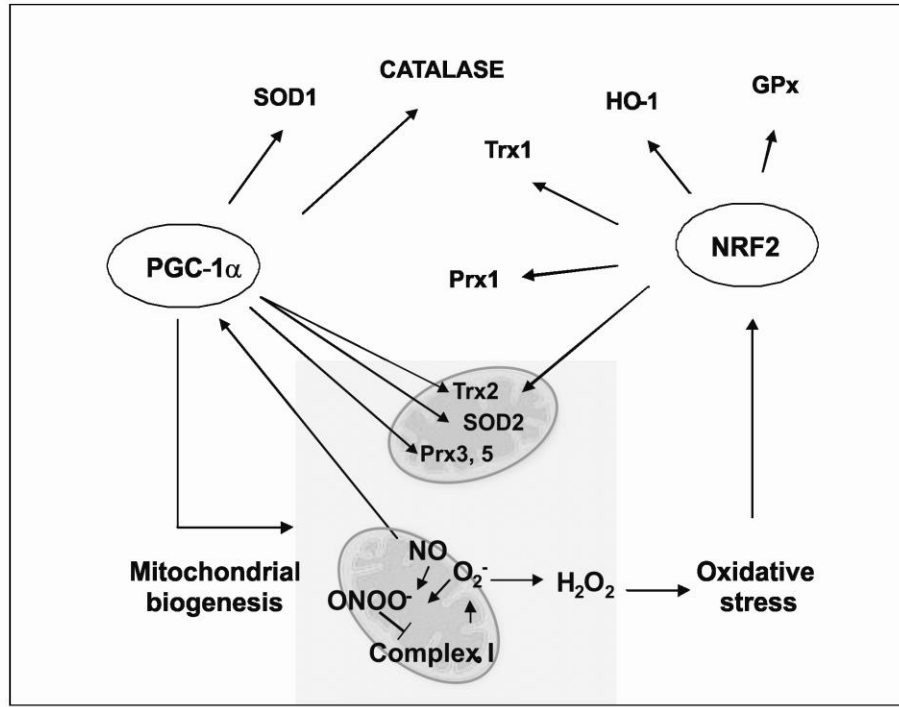 CATALASE
SOD1
HO-1
GPx
Trx1
PGC-1α
NRF2
Prx1
Trx2
SOD2
Prx3, 5
Mitochondrial
biogenesis
NO
O₂⁻
ONOO⁻
Complex I
H₂O₂
Oxidative
stress